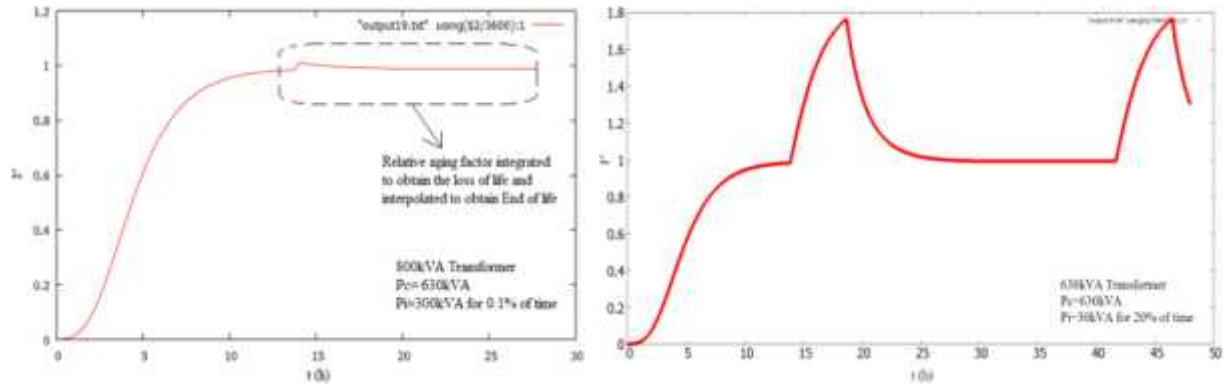 1.2
"output19.txt" using($2/3600):1
1
0.8
0.6
0.4
0.2
0
0 5 10 15 20 25 30
t (h)
Relative aging factor integrated
to obtain the loss of life and
interpolated to obtain End of life
800kVA Transformer
Pc= 630kVA
Pi=300kVA for 0.1% of time
1.8
1.6
1.4
1.2
1
0.8
0.6
0.4
0.2
0
0 5 10 15 20 25 30 35 40 45 50
t (h)
630kVA Transformer
Pc=630kVA
Pi=30kVA for 20% of time